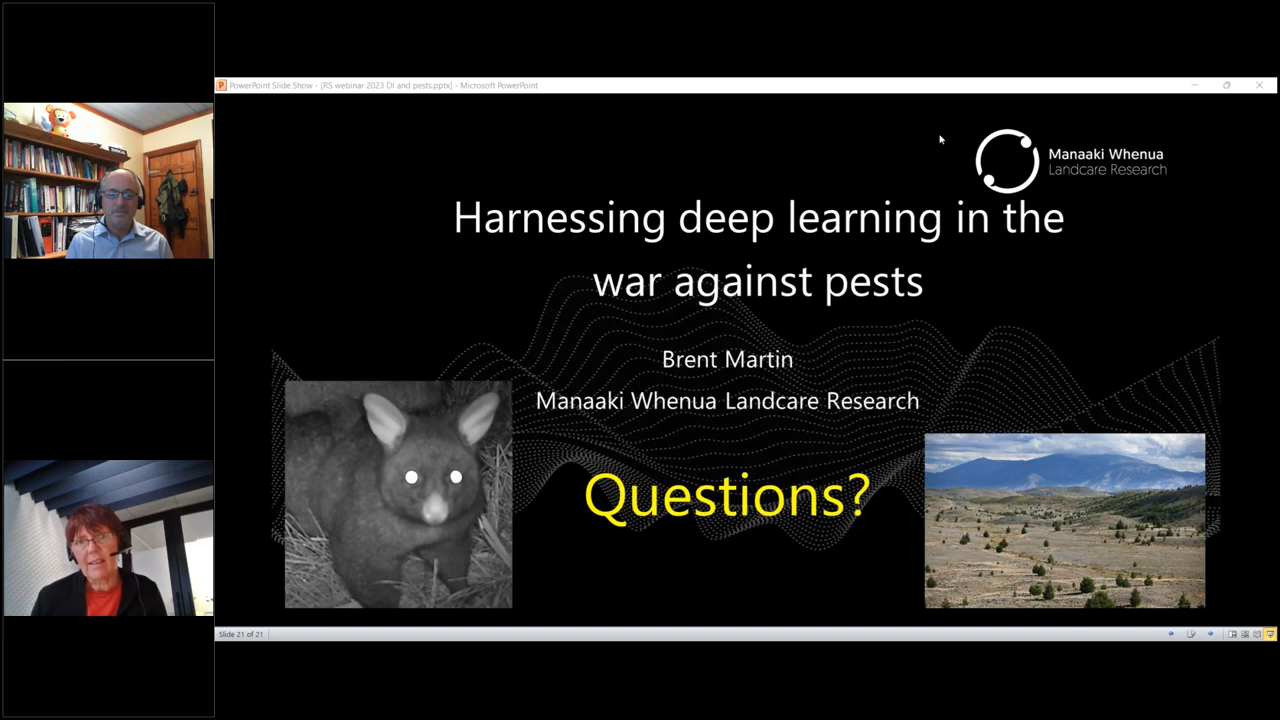 PowerPoint Slide Show - [RS webinar 2023 DI and pests.pptx] - Microsoft PowerPoint
Manaaki Whenua
Landcare Research
Harnessing deep learning in the
war against pests
Brent Martin
Manaaki Whenua Landcare Research
Questions?
Slide 21 of 21